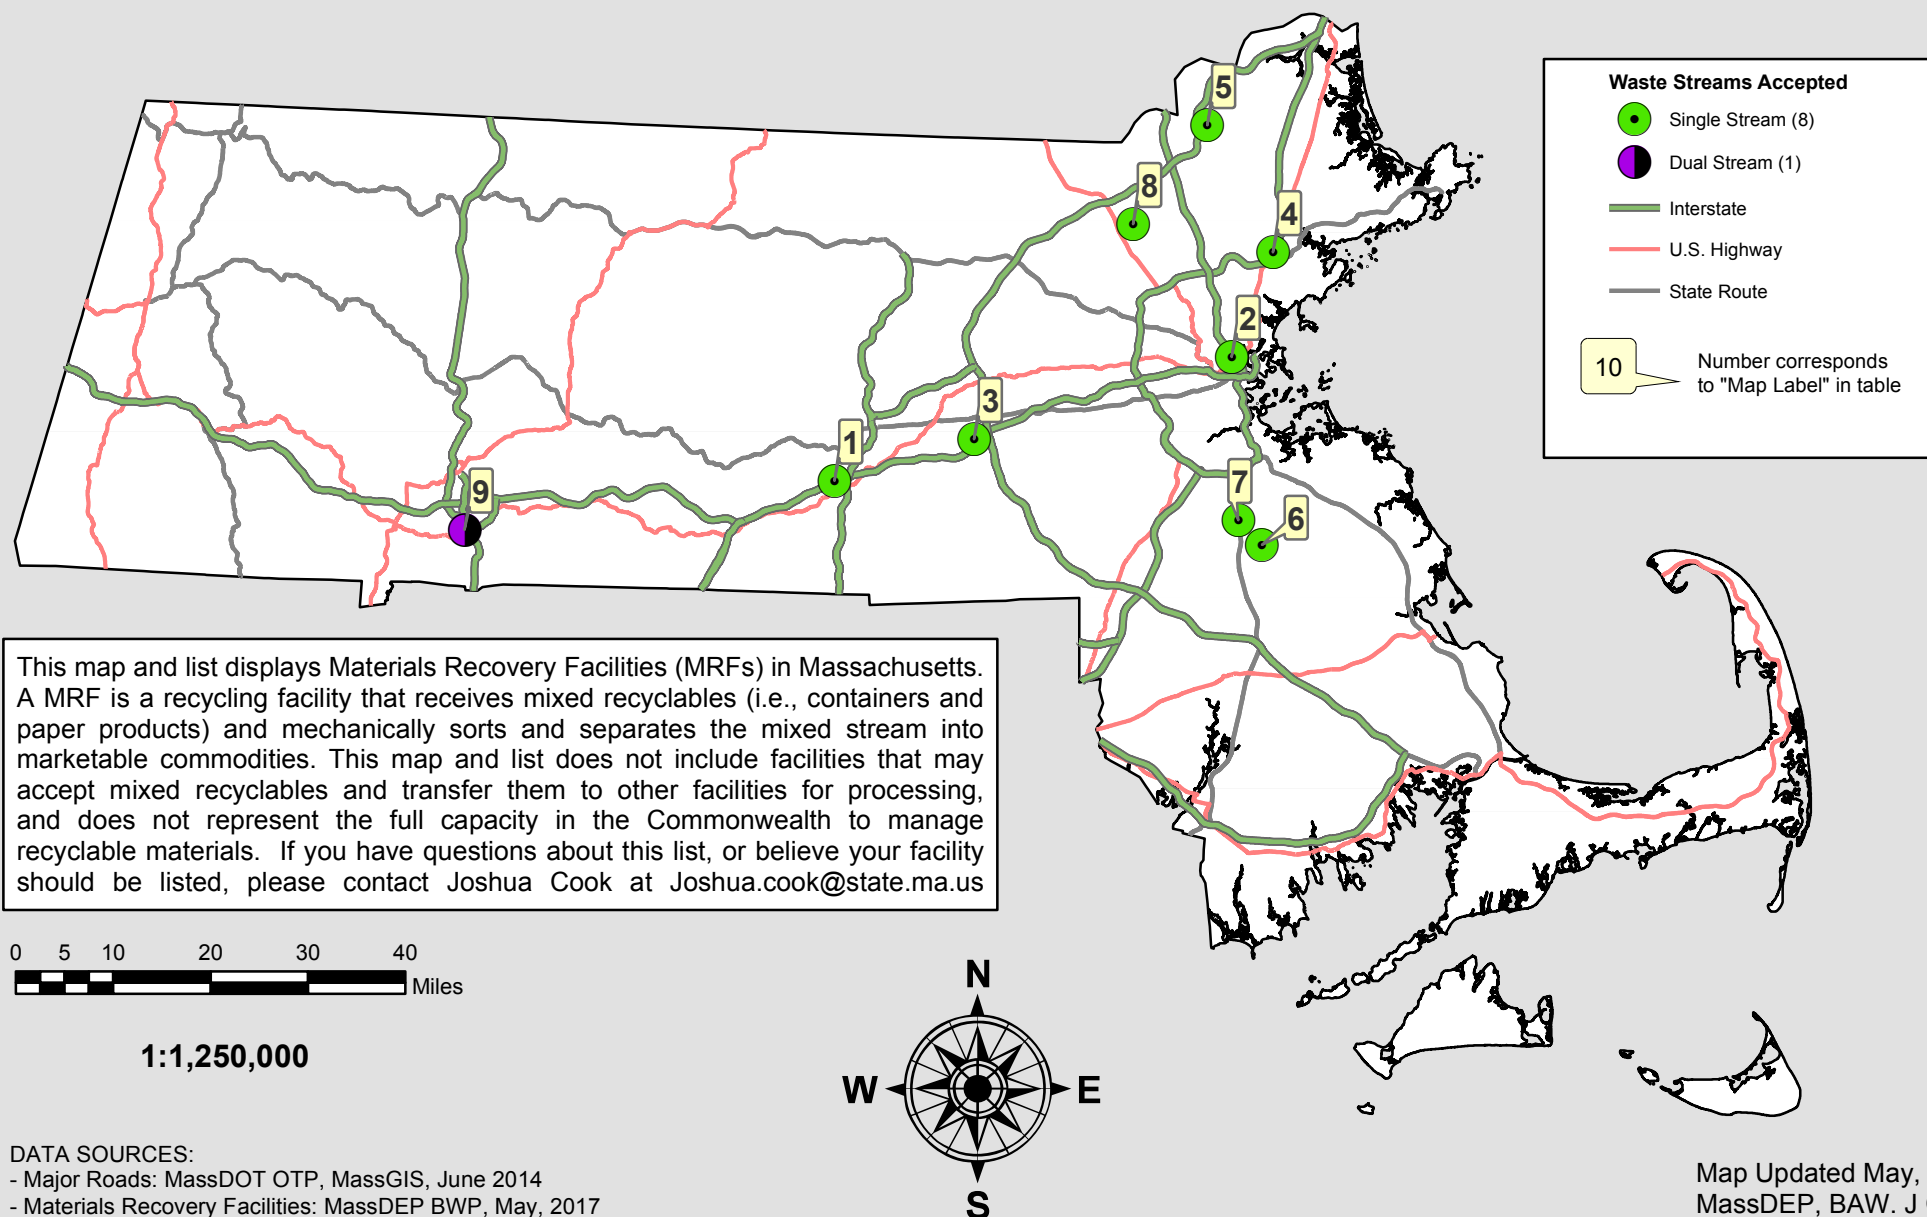 5
8
4
2
3
1
9
7
6
Waste Streams Accepted
Single Stream (8)
Dual Stream (1)
Interstate
U.S. Highway
State Route
10
Number corresponds
to "Map Label" in table
This map and list displays Materials Recovery Facilities (MRFs) in Massachusetts.
A MRF is a recycling facility that receives mixed recyclables (i.e., containers and
paper products) and mechanically sorts and separates the mixed stream into
marketable commodities. This map and list does not include facilities that may
accept mixed recyclables and transfer them to other facilities for processing,
and does not represent the full capacity in the Commonwealth to manage
recyclable materials.  If you have questions about this list, or believe your facility
should be listed, please contact Joshua Cook at Joshua.cook@state.ma.us
0 5 10 20 30 40
Miles
1:1,250,000
N
W E
S
DATA SOURCES:
- Major Roads: MassDOT OTP, MassGIS, June 2014
- Materials Recovery Facilities: MassDEP BWP, May, 2017
Map Updated May,
MassDEP, BAW. J